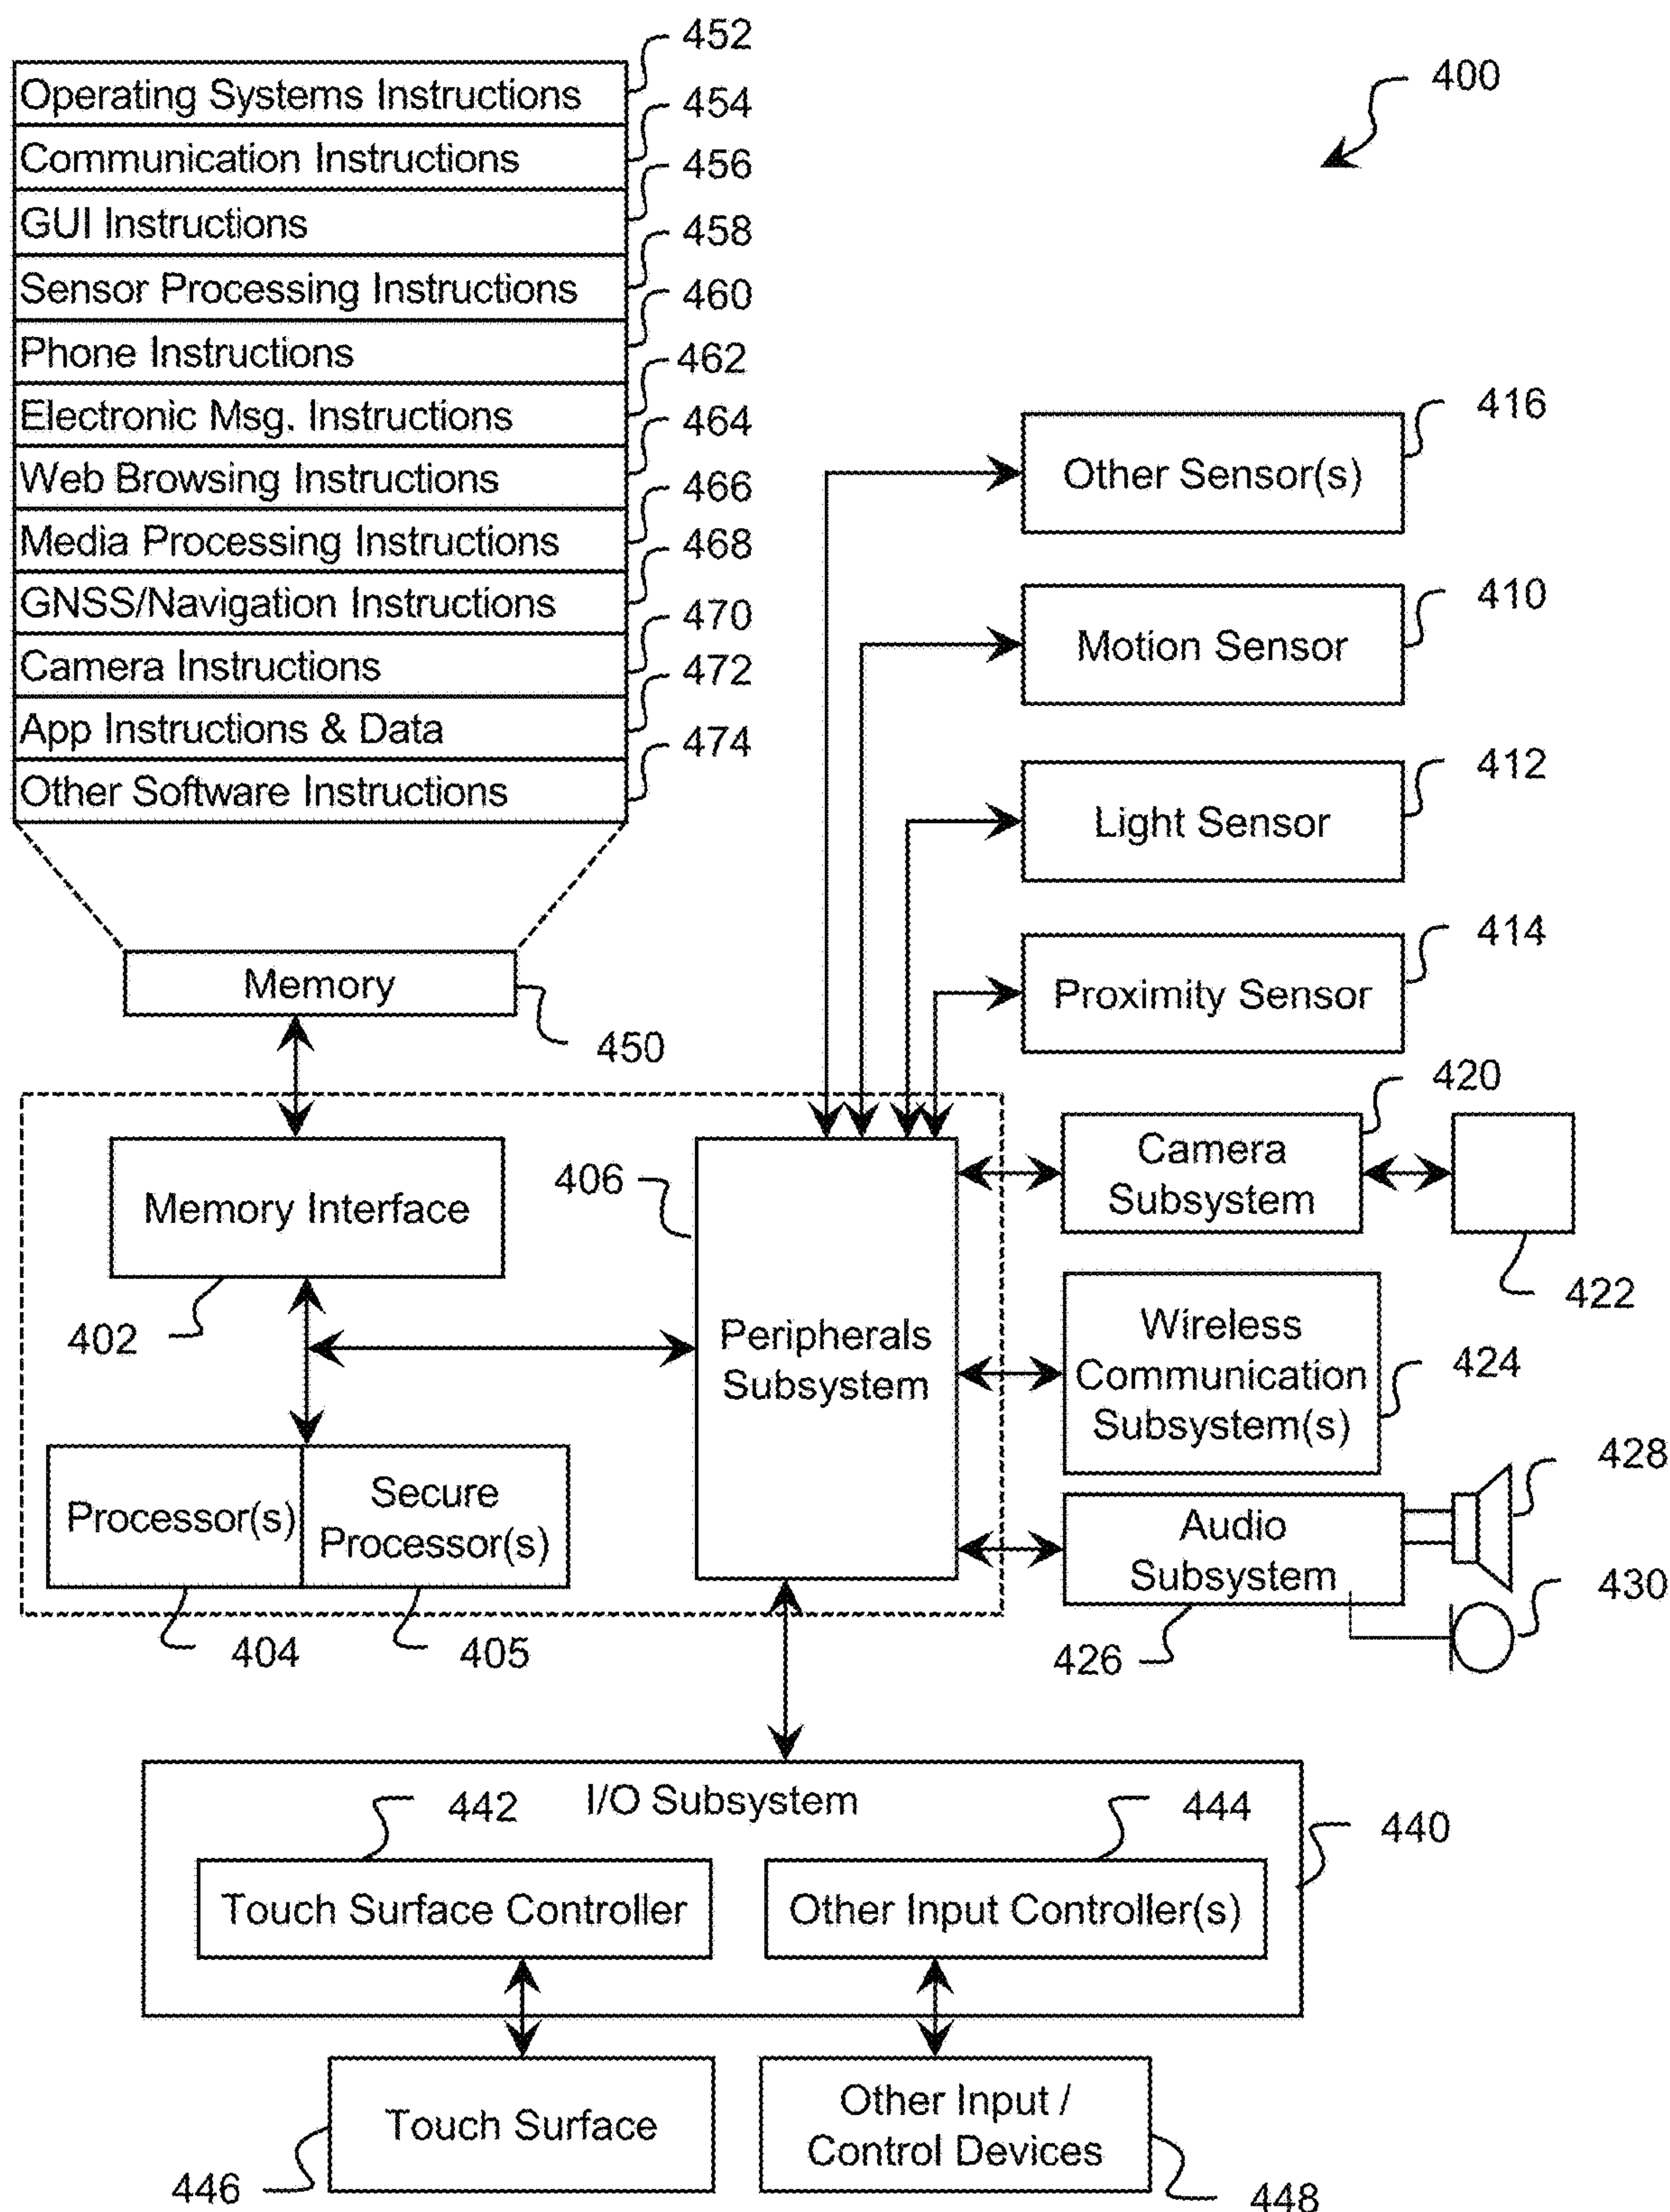 452
Operating Systems Instructions
454
Communication Instructions
456
GUI Instructions
458
Sensor Processing Instructions
460
Phone Instructions
462
Electronic Msg. Instructions
464
Web Browsing Instructions
466
Media Processing Instructions
468
GNSS/Navigation Instructions
470
Camera Instructions
472
App Instructions & Data
474
Other Software Instructions
400
416
Other Sensor(s)
410
Motion Sensor
412
Light Sensor
414
Proximity Sensor
Memory
450
420
Camera
Subsystem
422
Memory Interface
402
406
Peripherals
Subsystem
Wireless
Communication
Subsystem(s)
424
Processor(s)
Secure
Processor(s)
404
405
Audio
Subsystem
428
430
426
I/O Subsystem
442
444
440
Touch Surface Controller
Other Input Controller(s)
Touch Surface
446
Other Input /
Control Devices
448